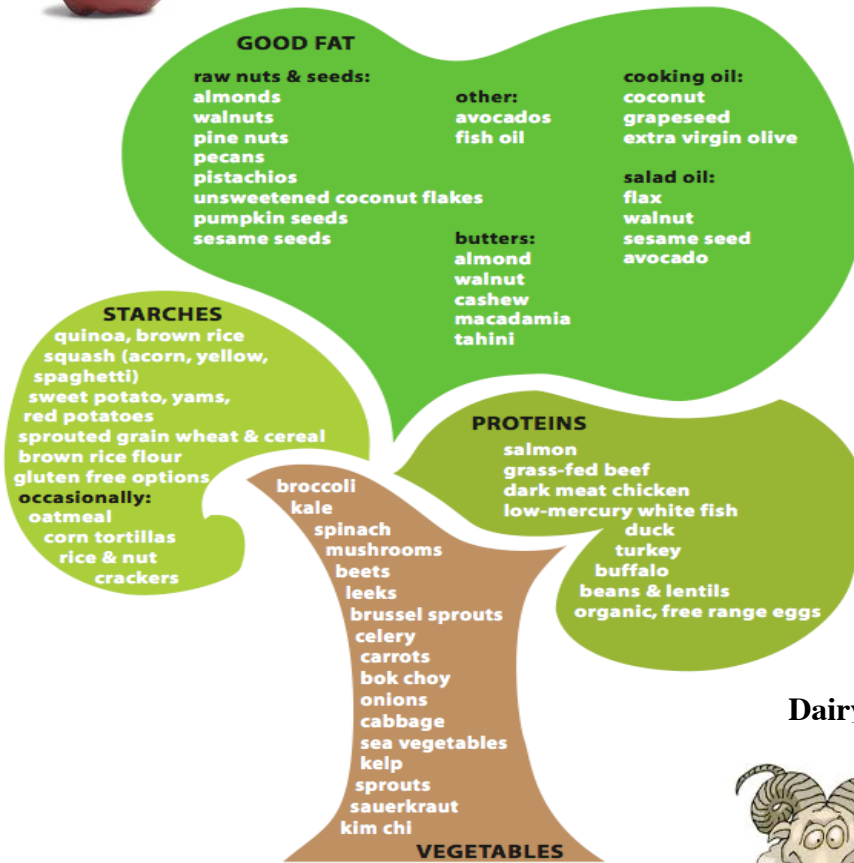 GOOD FAT
raw nuts & seeds:
almonds
walnuts
pine nuts
pecans
pistachios
unsweetened coconut flakes
pumpkin seeds
sesame seeds
other:
avocados
fish oil
butters:
almond
walnut
cashew
macadamia
tahini
cooking oil:
coconut
grapeseed
extra virgin olive
salad oil:
flax
walnut
sesame seed
avocado
STARCHES
quinoa, brown rice
squash (acorn, yellow,
spaghetti)
sweet potato, yams,
red potatoes
sprouted grain wheat & cereal
brown rice flour
gluten free options
occasionally:
oatmeal
corn tortillas
rice & nut
crackers
PROTEINS
salmon
grass-fed beef
dark meat chicken
low-mercury white fish
duck
turkey
buffalo
beans & lentils
organic, free range eggs
broccoli
kale
spinach
mushrooms
beets
leeks
brussel sprouts
celery
carrots
bok choy
onions
cabbage
sea vegetables
kelp
sprouts
sauerkraut
kim chi
VEGETABLES
Dairy